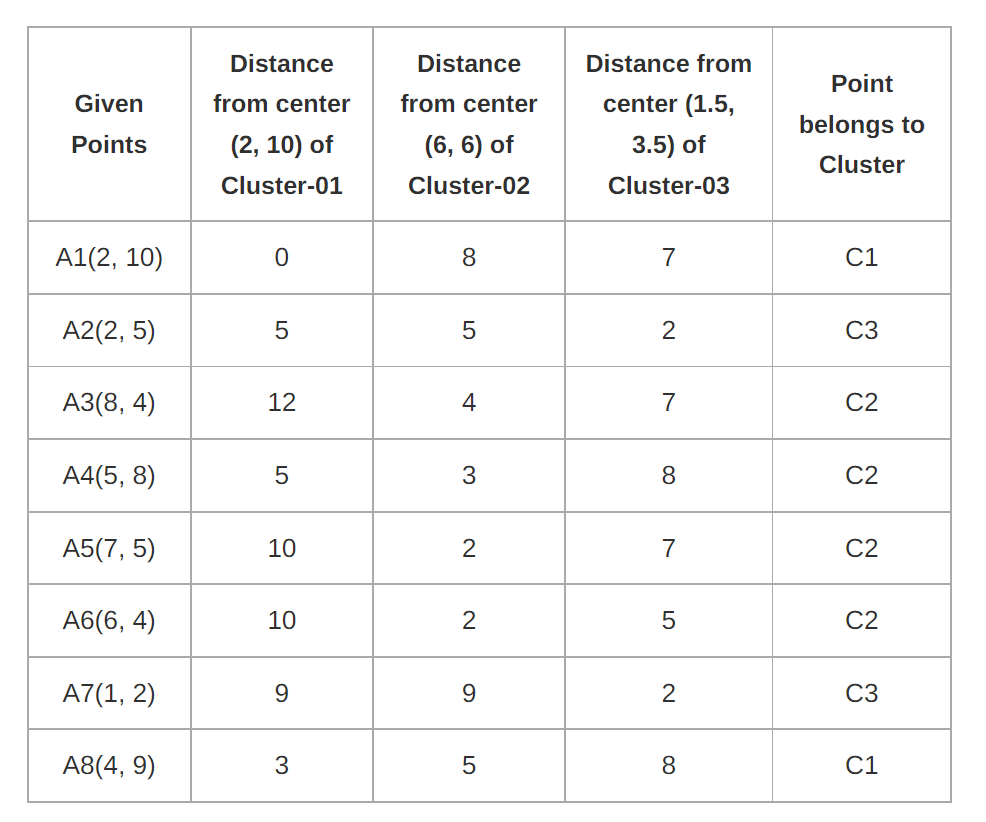 Given Points
Distance from center (2, 10) of Cluster-01
Distance from center (6, 6) of Cluster-02
Distance from center (1.5, 3.5) of Cluster-03
Point belongs to Cluster
A1(2, 10) 0 8 7 C1
A2(2, 5) 5 5 2 C3
A3(8, 4) 12 4 7 C2
A4(5, 8) 5 3 8 C2
A5(7, 5) 10 2 7 C2
A6(6, 4) 10 2 5 C2
A7(1, 2) 9 9 2 C3
A8(4, 9) 3 5 8 C1